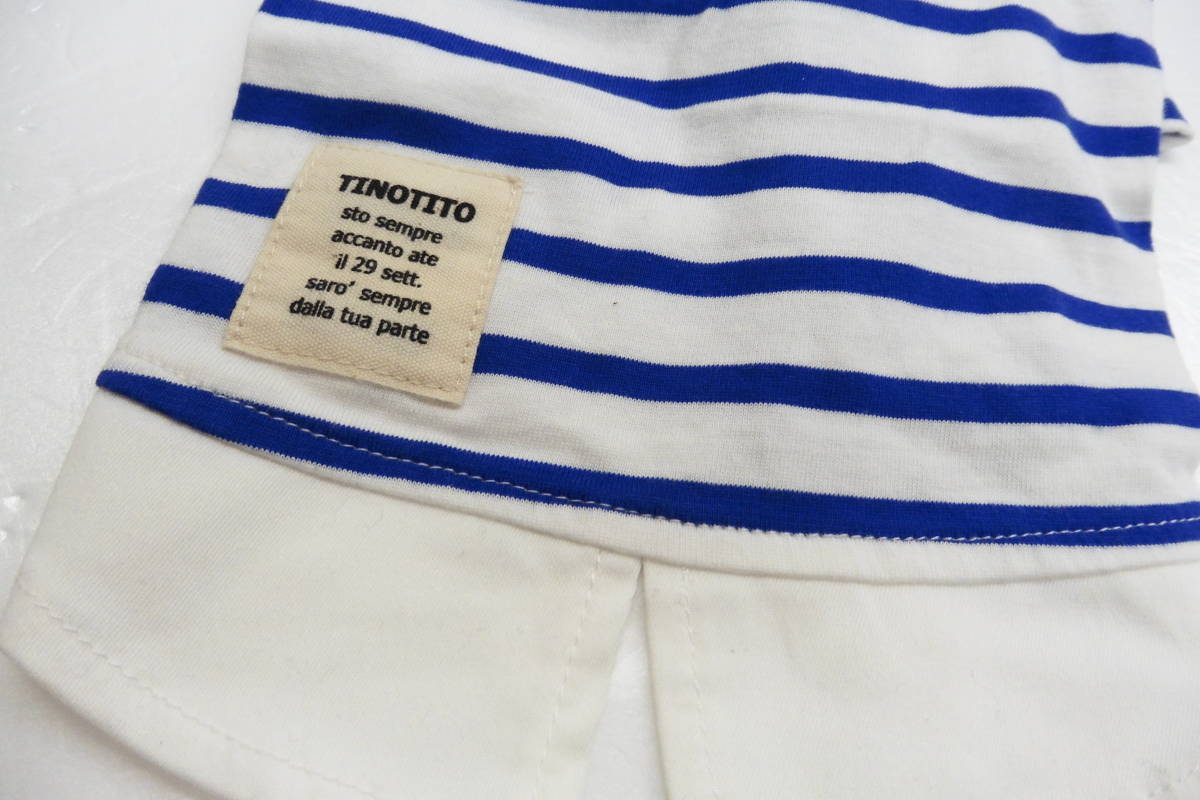 TINOTITO
sto sempre
accanto ate
il 29 sett.
saro' sempre
dalla tua parte